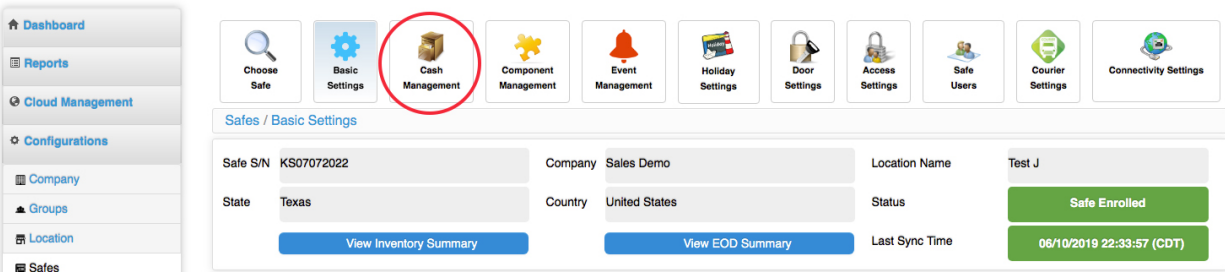 Dashboard
Reports
Cloud Management
Configurations
Company
Groups
Location
Safes
Choose
Safe
Basic
Settings
Cash
Management
Component
Management
Event
Management
Holiday
Holiday
Settings
Door
Settings
Access
Settings
Safe
Users
Courier
Settings
Connectivity Settings
Safes / Basic Settings
Safe S/N KS07072022 Company Sales Demo Location Name Test J
State Texas Country United States Status Safe Enrolled
View Inventory Summary View EOD Summary Last Sync Time 06/10/2019 22:33:57 (CDT)